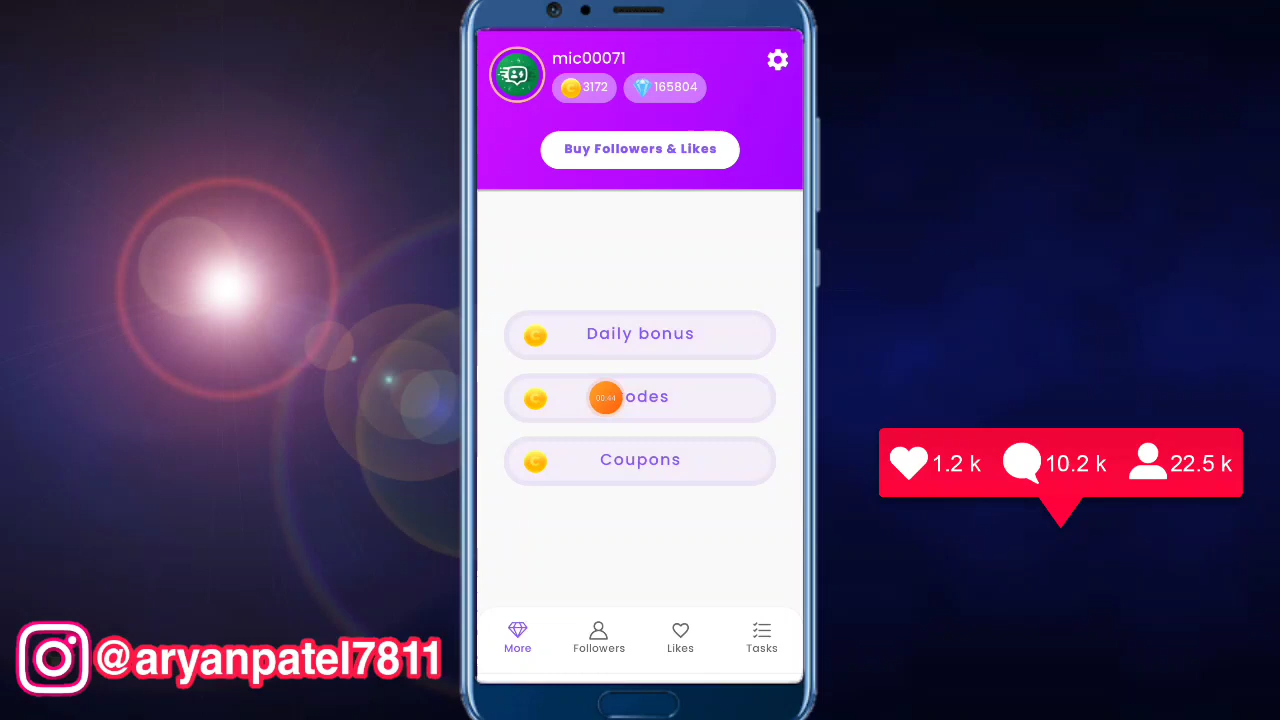 mic00071
3172 165804
Buy Followers & Likes
Daily bonus
00:44 odes
Coupons
1.2 k 10.2 k 22.5 k
More Followers Likes Tasks
@aryanpatel7811